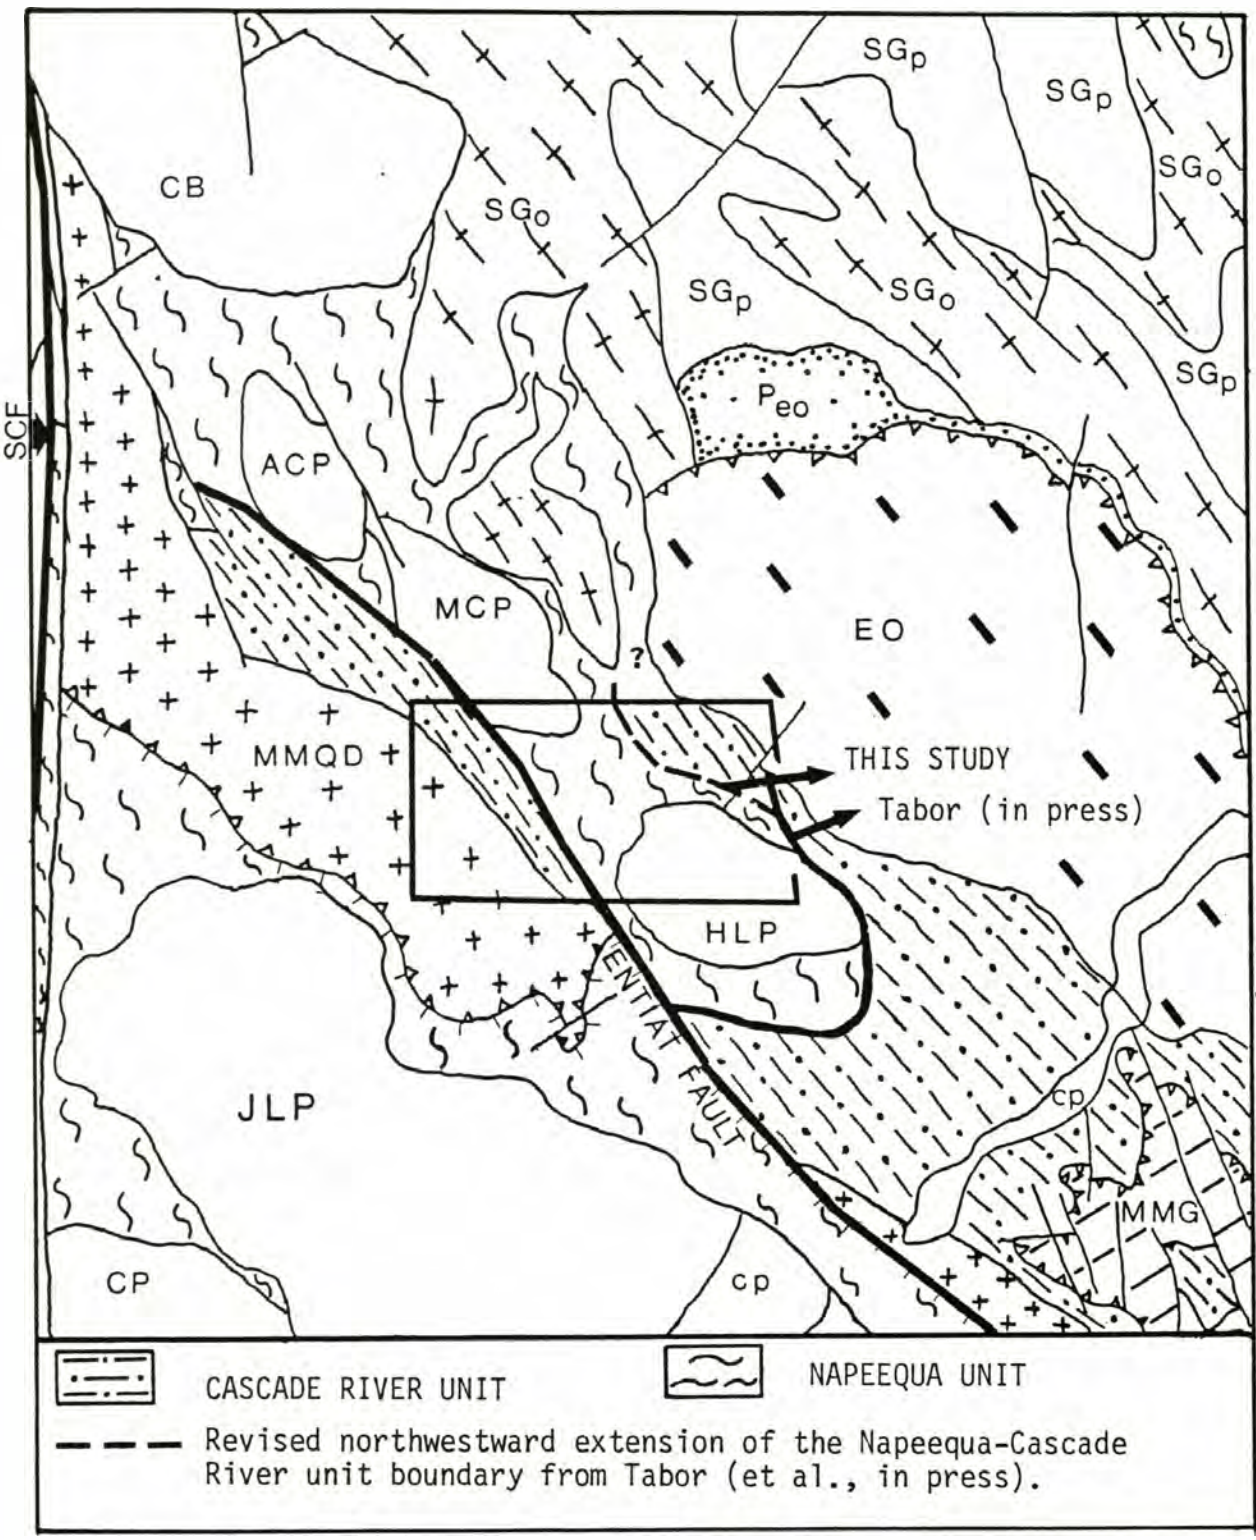 SGp
SGp
CB
SGo
SGo
SGp
SGo
SGp
Peo
SCF
ACP
MCP
EO
?
MMQD
THIS STUDY
Tabor (in press)
HLP
ENTIAT FAULT
cp
JLP
MMG
CP
cp
CASCADE RIVER UNIT
NAPEEQUA UNIT
Revised northwestward extension of the Napeequa-Cascade
River unit boundary from Tabor (et al., in press).